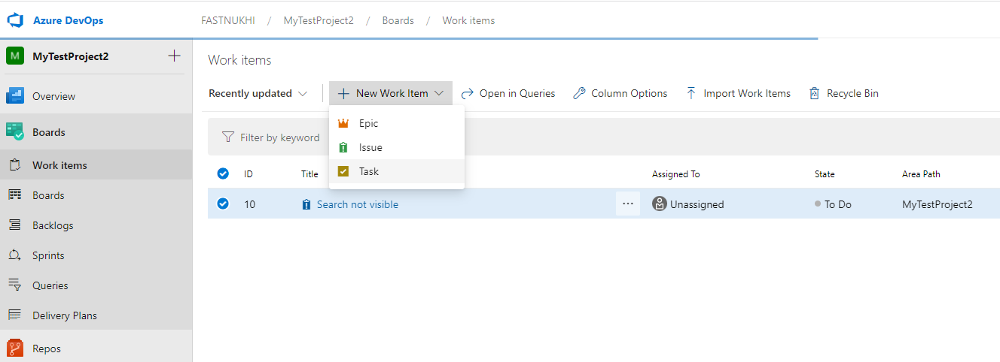 Azure DevOps
FASTNUKHI / MyTestProject2 / Boards / Work items
M MyTestProject2
Overview
Boards
Work items
Boards
Backlogs
Sprints
Queries
Delivery Plans
Repos
Work items
Recently updated New Work Item Open in Queries Column Options Import Work Items Recycle Bin
Epic
Issue
Task
Filter by keyword
ID Title Assigned To State Area Path
10 Search not visible ... Unassigned To Do MyTestProject2